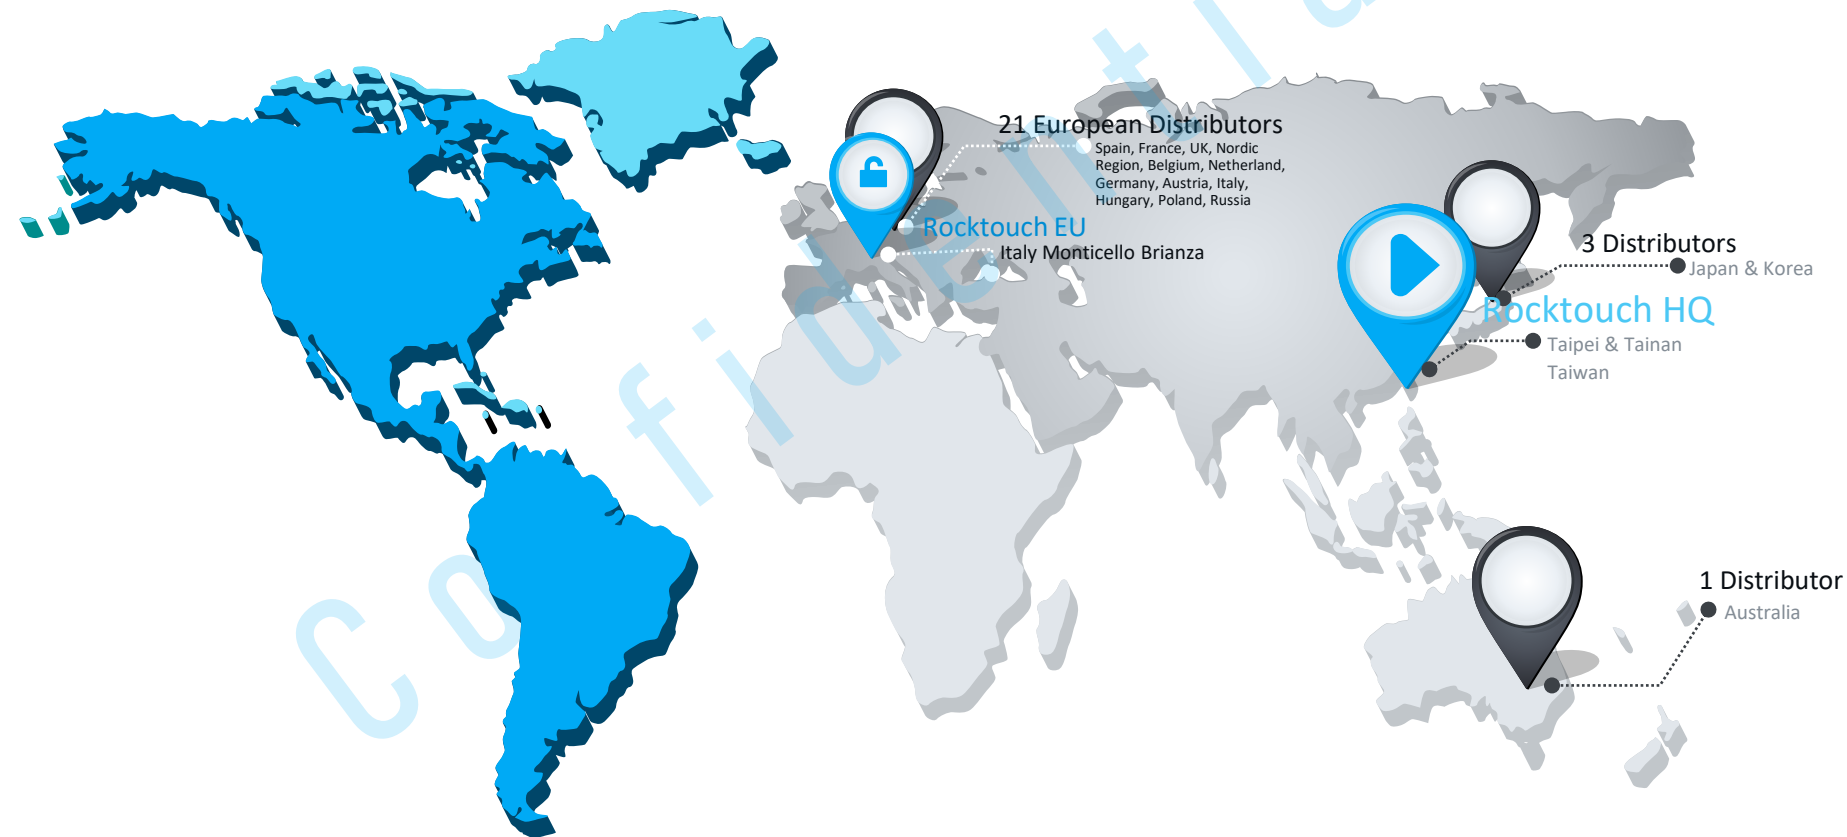 21 European Distributors
Spain, France, UK, Nordic
Region, Belgium, Netherland,
Germany, Austria, Italy,
Hungary, Poland, Russia
Rocktouch EU
Italy Monticello Brianza
3 Distributors
Japan & Korea
Rocktouch HQ
Taipei & Tainan
Taiwan
1 Distributor
Australia